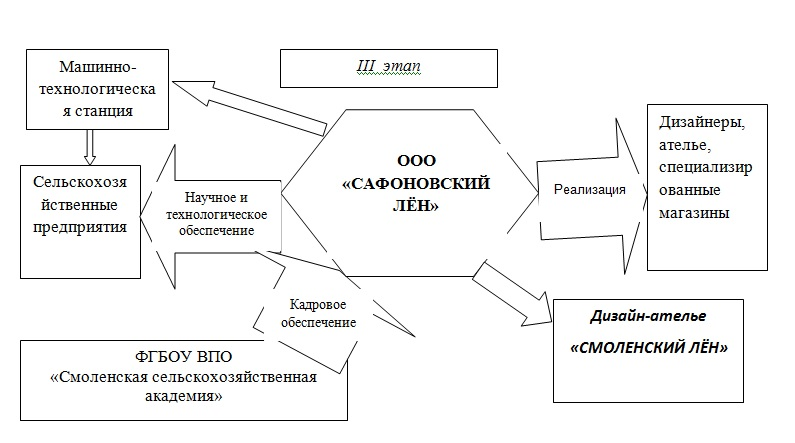 III этап
Машинно-
технологическа
я станция
ООО
«САФОНОВСКИЙ
ЛЁН»
Дизайнеры,
ателье,
специализир
ованные
магазины
Реализация
Сельскохозя
йственные
предприятия
Научное и
технологическое
обеспечение
Кадровое
обеспечение
Дизайн-ателье
«СМОЛЕНСКИЙ ЛЁН»
ФГБОУ ВПО
«Смоленская сельскохозяйственная
академия»